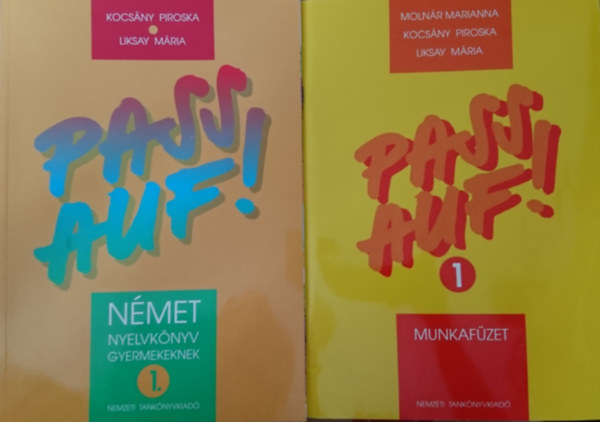 KOCSÁNY PIROSKA
LIKSAY MÁRIA
PASS
AUF!
NÉMET
NYELVKÖNYV
GYERMEKEKNEK
1.
NEMZETI TANKÖNYVKIADÓ
MOLNÁR MARIANNA
KOCSÁNY PIROSKA
LIKSAY MÁRIA
PASS
AUF!
1
MUNKAFÜZET
NEMZETI TANKÖNYVKIADÓ